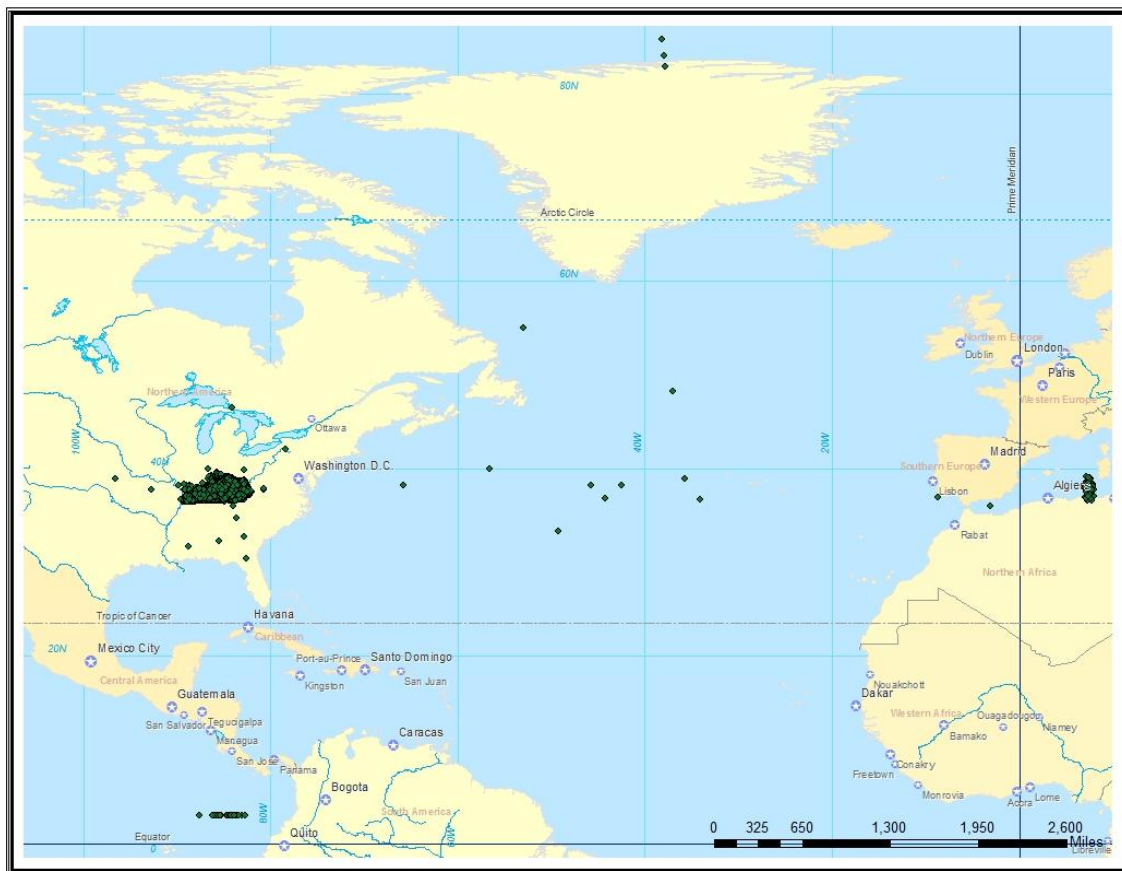 80N
Prime Meridian
Arctic Circle
60N
Northern Europe
Dublin
London
Paris
Western Europe
Northern America
Ottawa
100W
40N
40W
20W
Washington D.C.
Madrid
Southern Europe
Lisbon
Algiers
Rabat
Northern Africa
Tropic of Cancer
Havana
Caribbean
20N
Mexico City
Port-au-Prince
Santo Domingo
Kingston
San Juan
Central America
Guatemala
San Salvador
Tegucigalpa
Managua
San Jose
Panama
Caracas
Nouakchott
Dakar
Western Africa
Ouagadougou
Niamey
Bamako
Conakry
Freetown
Monrovia
Accra
Lome
Bogota
South America
80W
60W
Equator
0
Quito
0 325 650 1,300 1,950 2,600
Miles
Libreville